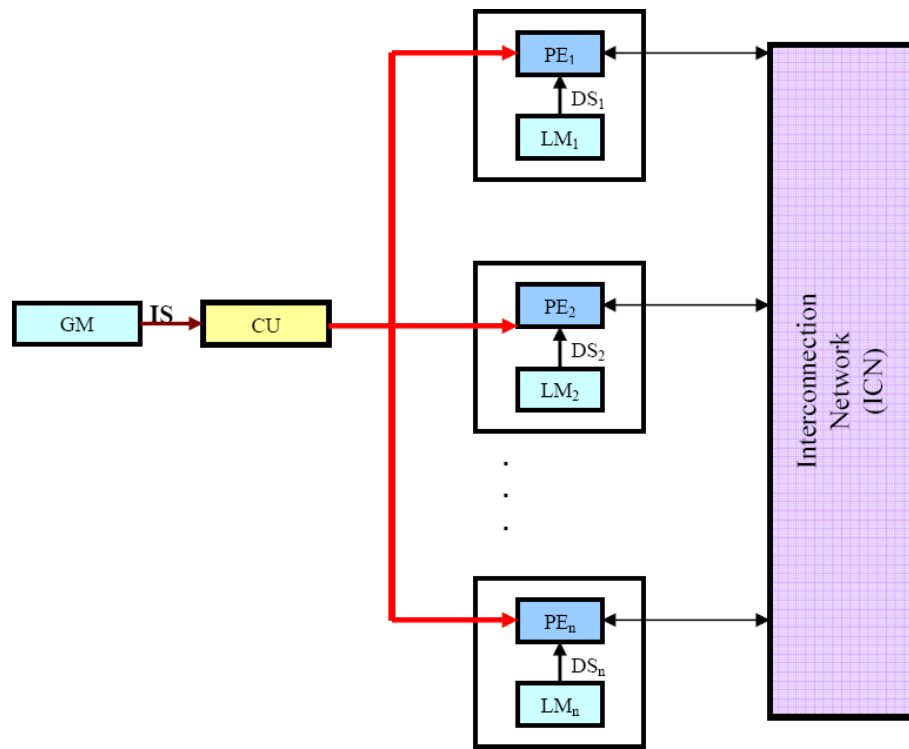 PE₁
DS₁
LM₁
GM
IS
CU
PE₂
DS₂
LM₂
PEₙ
DSₙ
LMₙ
Interconnection
Network
(ICN)